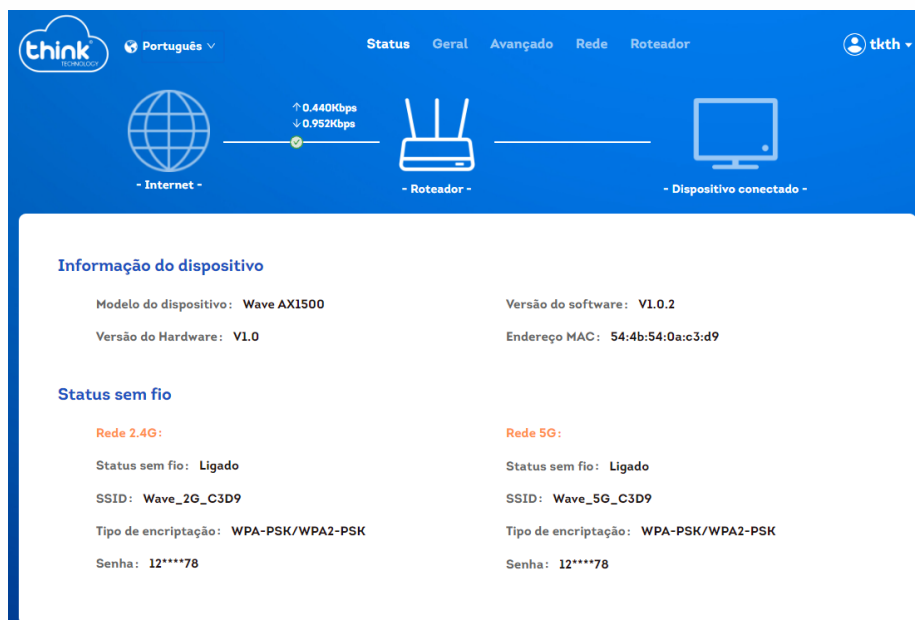 think
TECHNOLOGY
Português
Status Geral Avançado Rede Roteador
tkth
↑0.440Kbps
↓0.952Kbps
- Internet -
- Roteador -
- Dispositivo conectado -
Informação do dispositivo
Modelo do dispositivo: Wave AX1500
Versão do software: V1.0.2
Versão do Hardware: V1.0
Endereço MAC: 54:4b:54:0a:c3:d9
Status sem fio
Rede 2.4G:
Rede 5G:
Status sem fio: Ligado
Status sem fio: Ligado
SSID: Wave_2G_C3D9
SSID: Wave_5G_C3D9
Tipo de encriptação: WPA-PSK/WPA2-PSK
Tipo de encriptação: WPA-PSK/WPA2-PSK
Senha: 12****78
Senha: 12****78